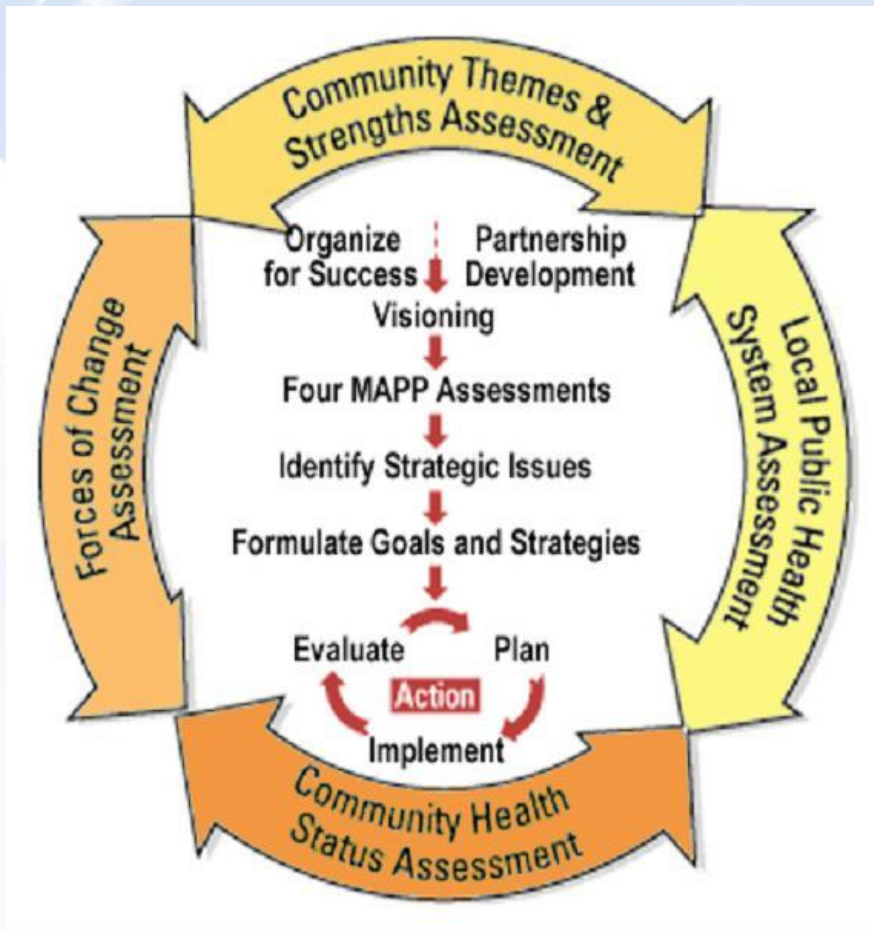 Community Themes &
Strengths Assessment
Organize
for Success
Partnership
Development
Visioning
Four MAPP Assessments
Identify Strategic Issues
Formulate Goals and Strategies
Evaluate
Plan
Action
Implement
Forces of Change
Assessment
Local Public Health
System Assessment
Community Health
Status Assessment